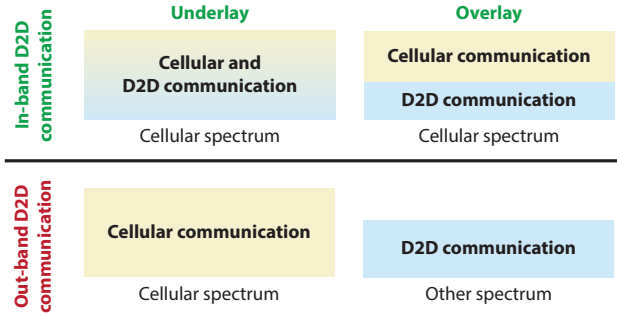 Underlay
Overlay
In-band D2D
communication
Cellular and
D2D communication
Cellular spectrum
Cellular communication
D2D communication
Cellular spectrum
Out-band D2D
communication
Cellular communication
Cellular spectrum
D2D communication
Other spectrum